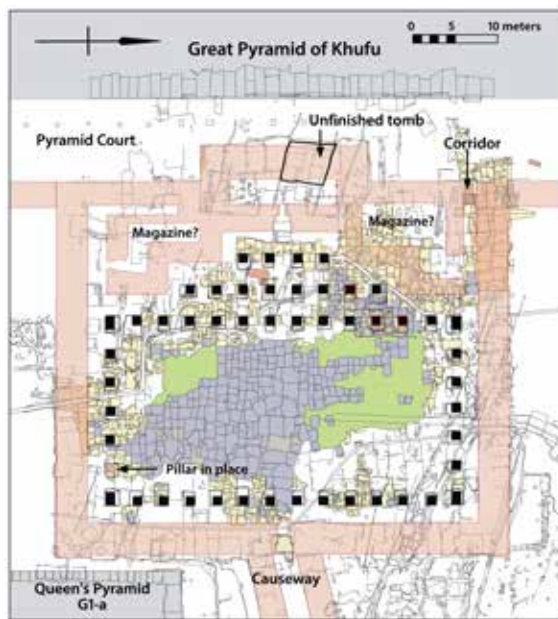 0 5 10 meters
Great Pyramid of Khufu
Unfinished tomb
Pyramid Court
Corridor
Magazine?
Magazine?
Pillar in place
Causeway
Queen's Pyramid
G1-a